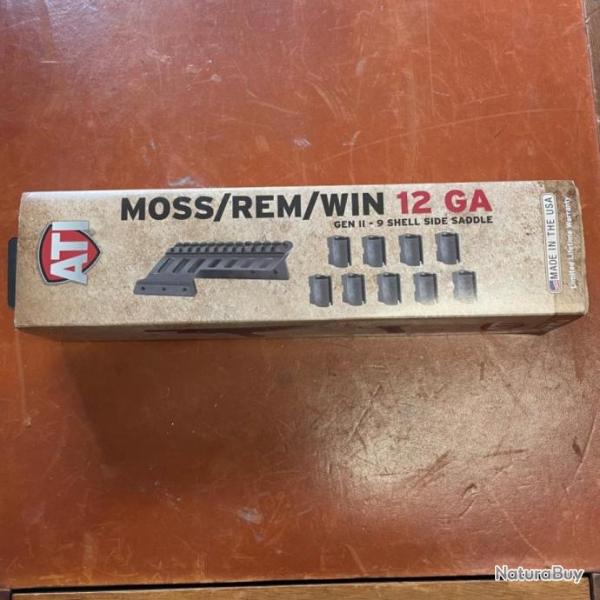 ATI
MOSS/REM/WIN 12 GA
GEN II - 9 SHELL SIDE SADDLE
MADE IN THE USA
Limited Lifetime Warranty
NaturaBuy